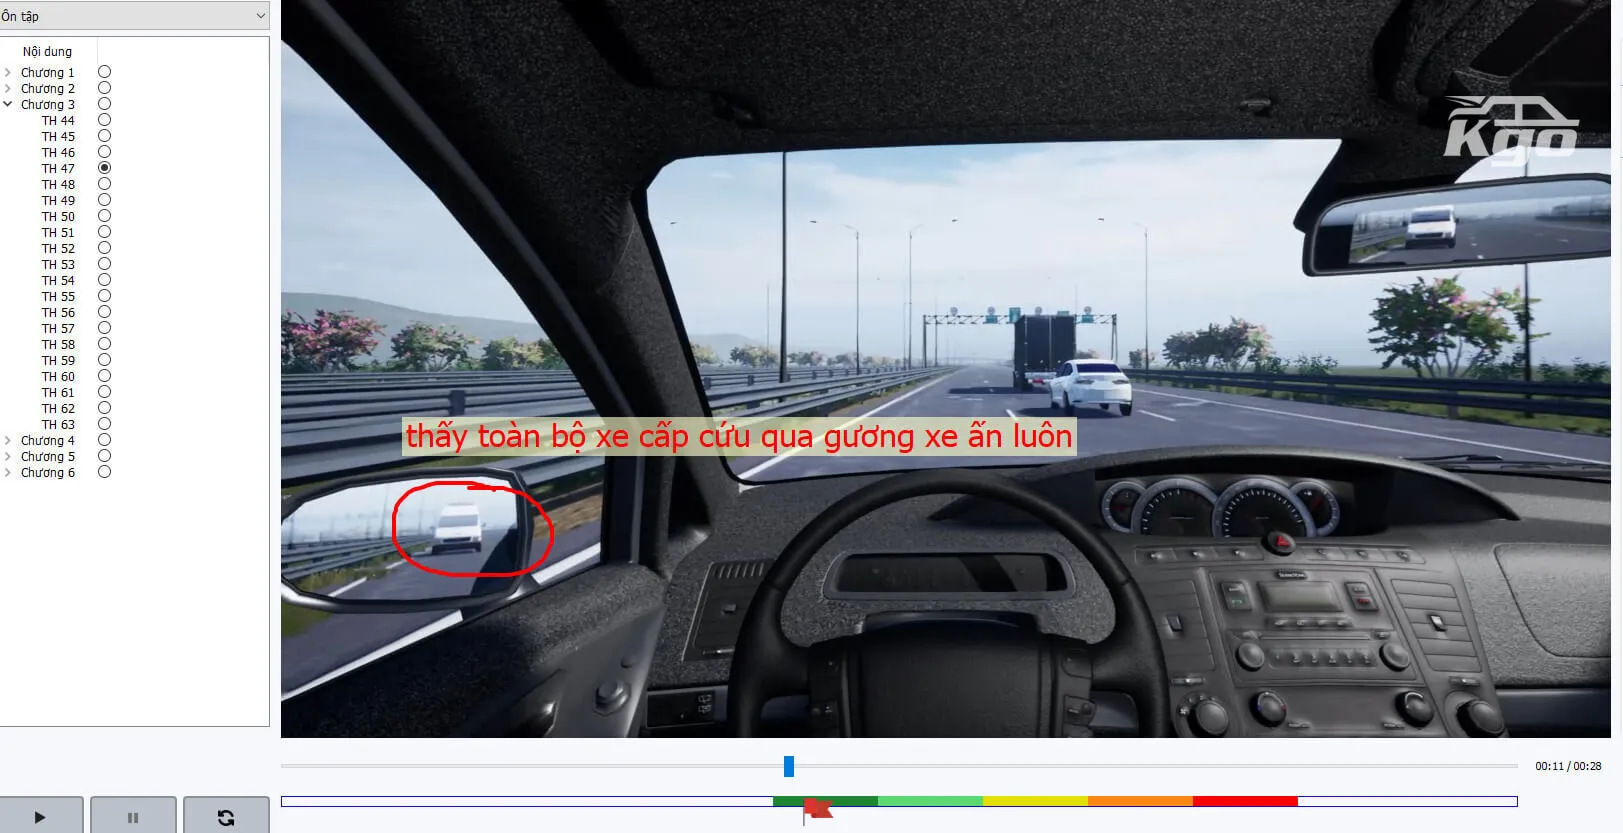 Ôn tập
Nội dung
Chương 1
Chương 2
Chương 3
TH 44
TH 45
TH 46
TH 47
TH 48
TH 49
TH 50
TH 51
TH 52
TH 53
TH 54
TH 55
TH 56
TH 57
TH 58
TH 59
TH 60
TH 61
TH 62
TH 63
Chương 4
Chương 5
Chương 6
Kgo
thấy toàn bộ xe cấp cứu qua gương xe ấn luôn
00:11 / 00:28